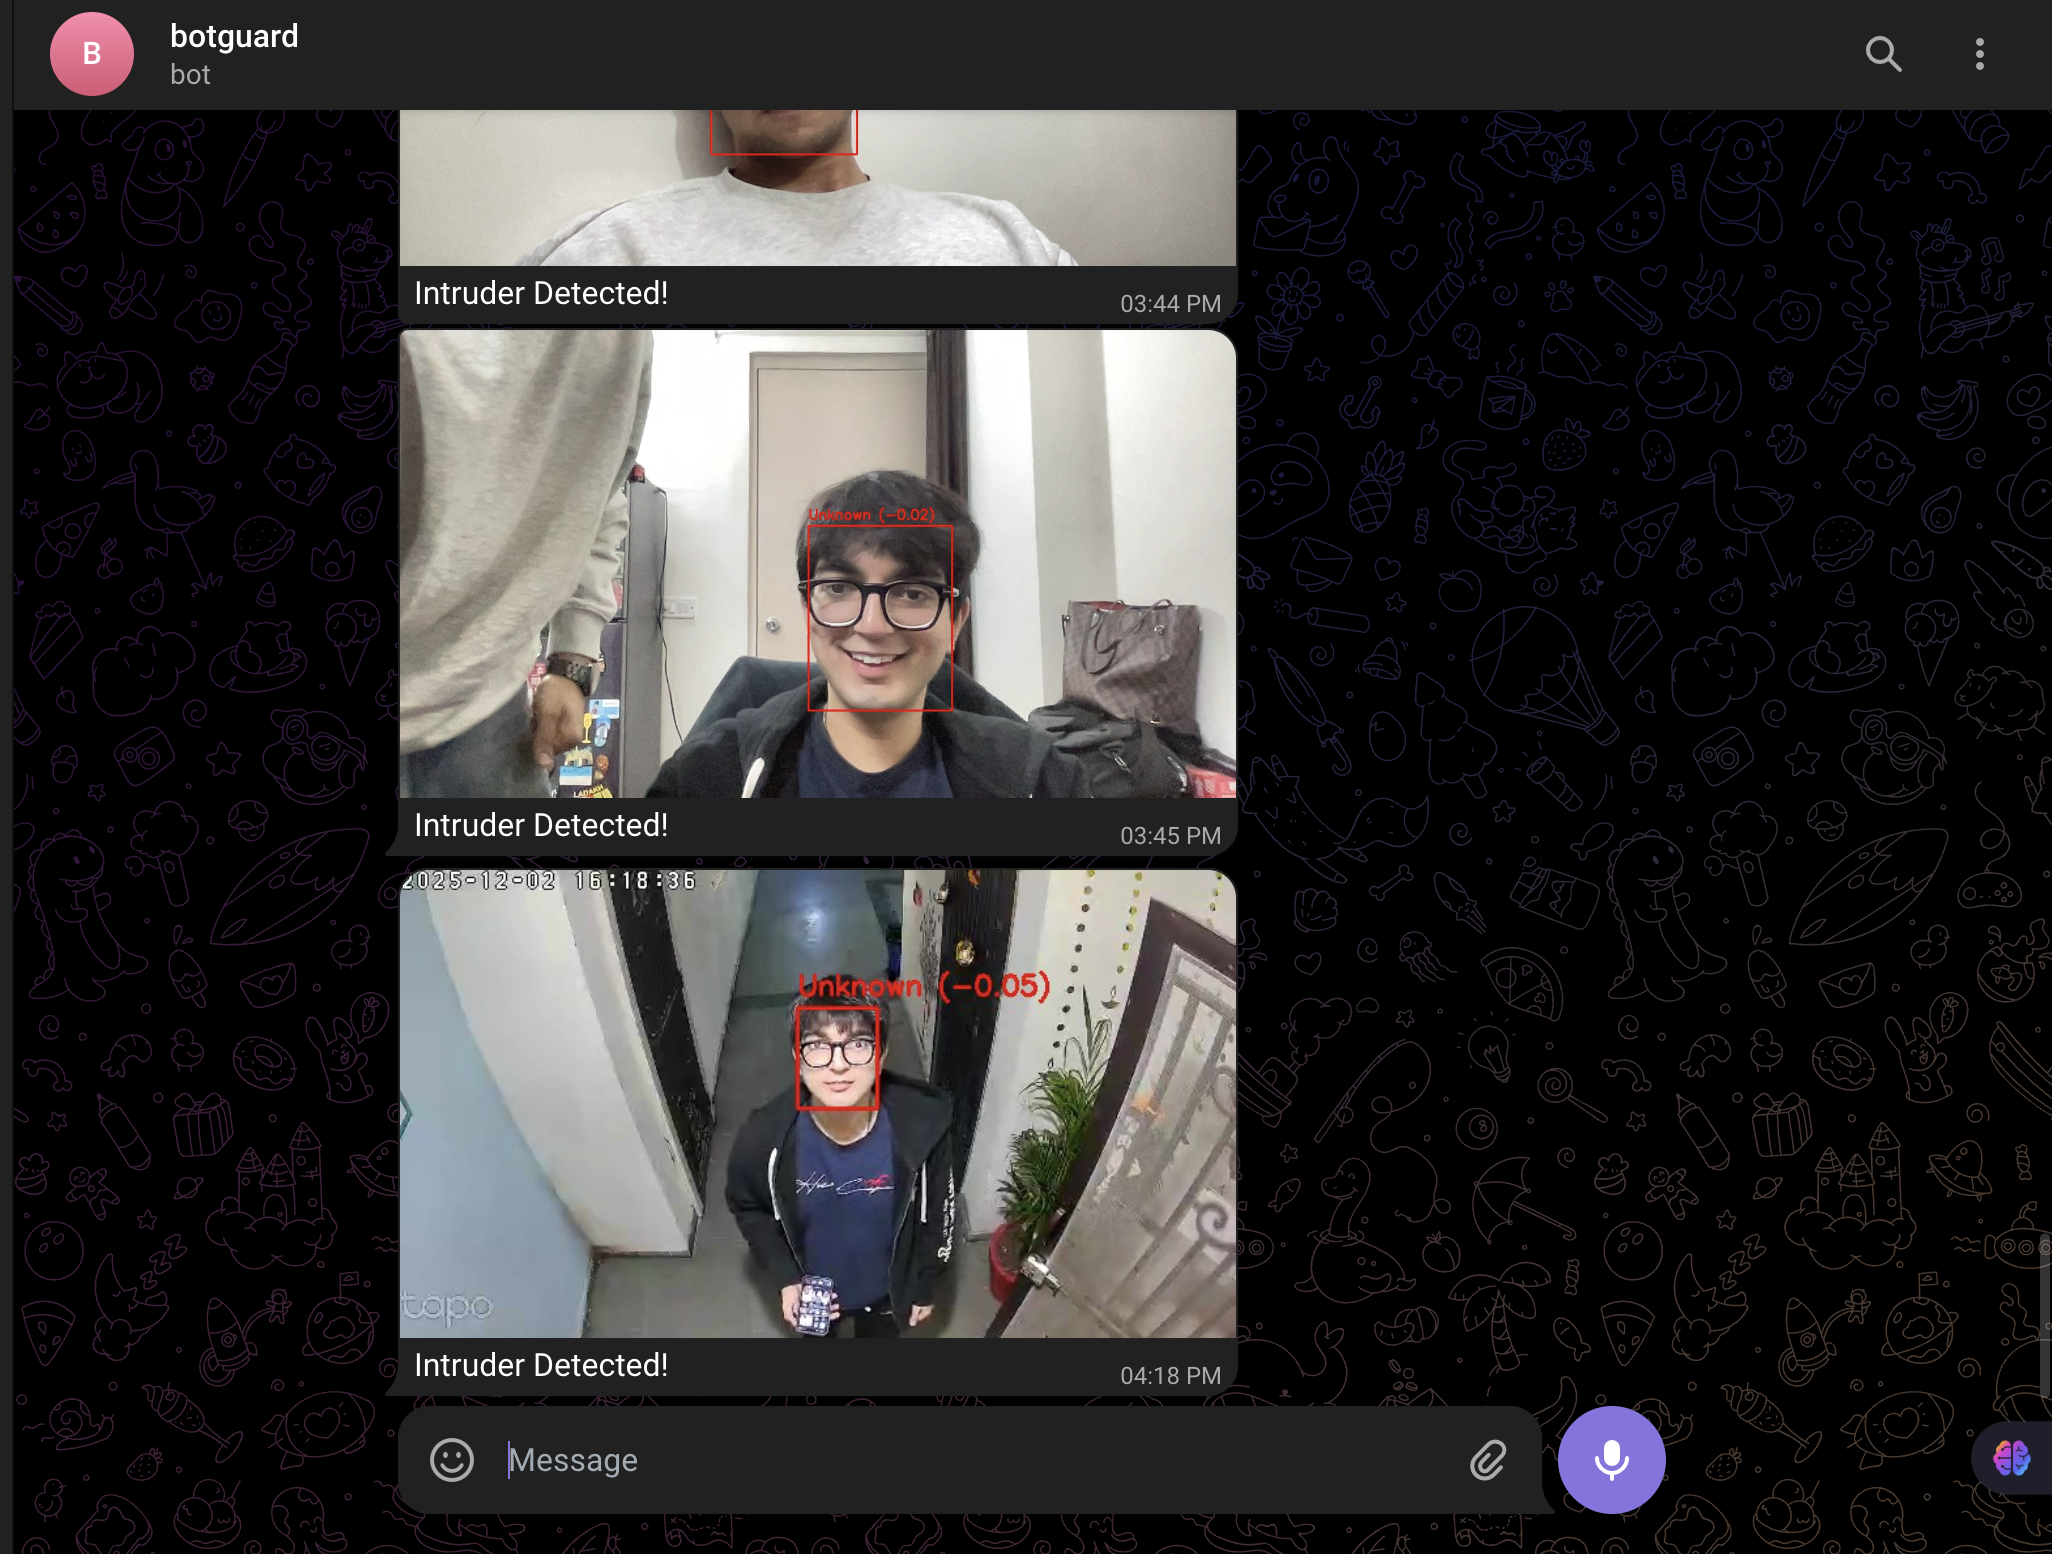 B
botguard
bot
Intruder Detected!
03:44 PM
Unknown (-0.02)
LADAKH
Intruder Detected!
03:45 PM
2025-12-02 16:18:36
Unknown (-0.05)
tapo
Intruder Detected!
04:18 PM
Message